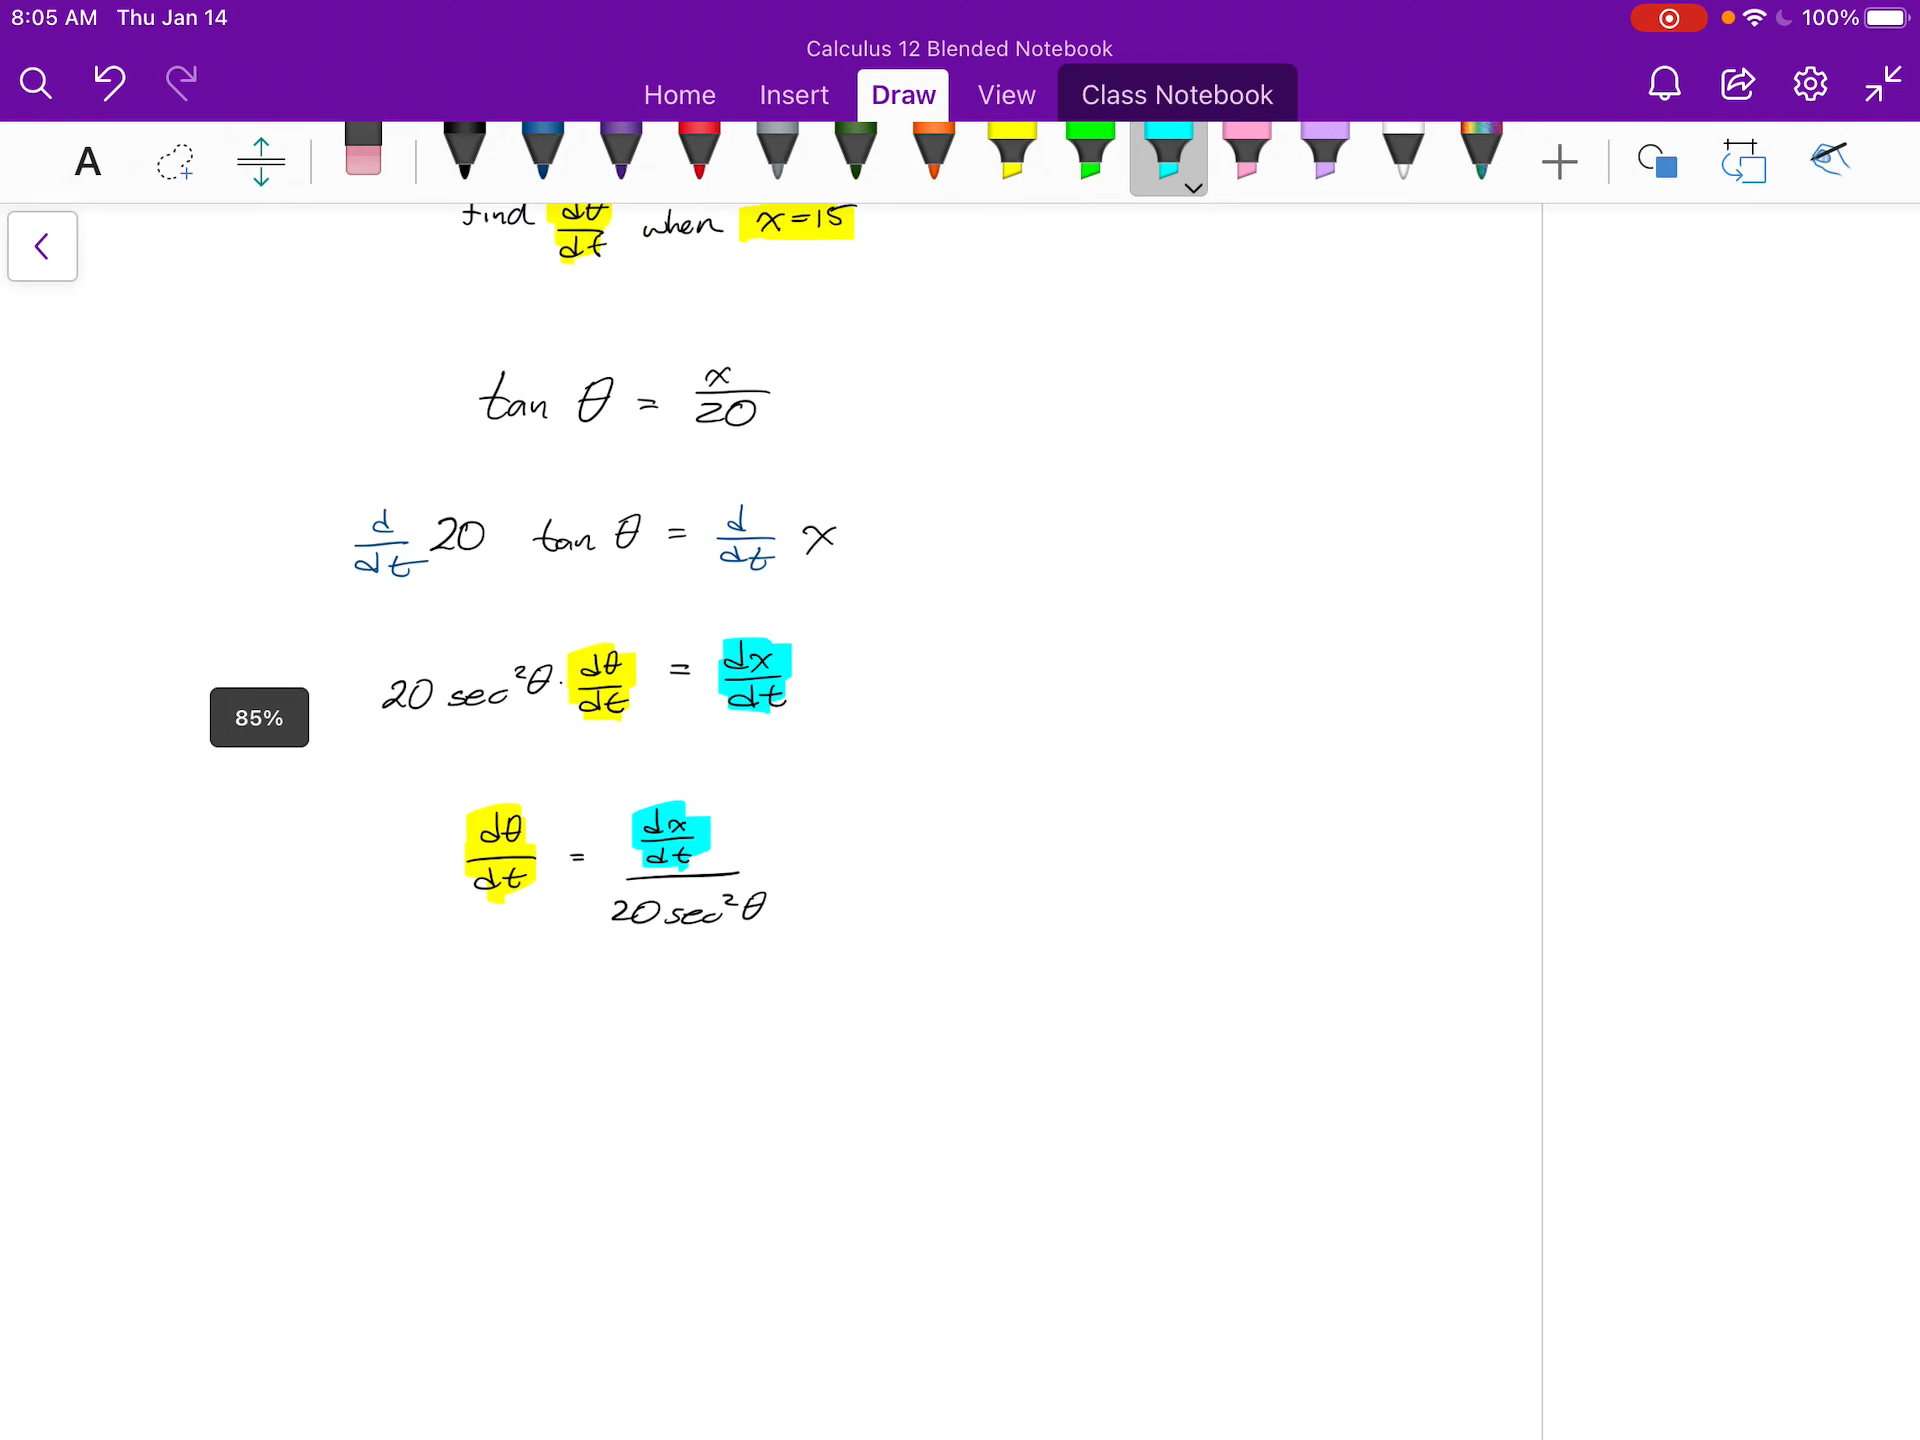 8:05 AM Thu Jan 14
100%
Calculus 12 Blended Notebook
Home Insert Draw View Class Notebook
A
find dθ/dt when x=15
tan θ = x/20
d/dt 20 tan θ = d/dt x
20 sec²θ · dθ/dt = dx/dt
85%
dθ/dt = dx/dt / 20 sec²θ